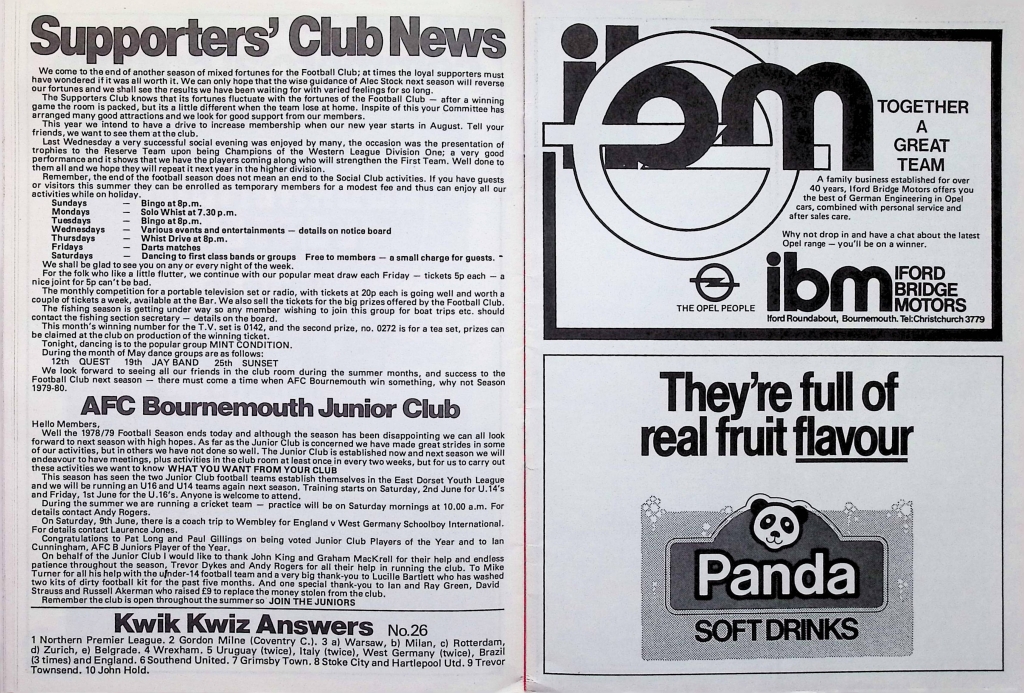 Supporters' Club News
We come to the end of another season of mixed fortunes for the Football Club; at times the loyal supporters must
have wondered if it was all worth it. We can only hope that the wise guidance of Alec Stock next season will reverse
our fortunes and we shall see the results we have been waiting for with varied feelings for so long.
The Supporters Club knows that its fortunes fluctuate with the fortunes of the Football Club — after a winning
game the room is packed, but its a little different when the team lose at home. Inspite of this your Committee has
arranged many good attractions and we look for good support from our members.
This year we intend to have a drive to increase membership when our new year starts in August. Tell your
friends, we want to see them at the club.
Last Wednesday a very successful social evening was enjoyed by many, the occasion was the presentation of
trophies to the Reserve Team upon being Champions of the Western League Division One; a very good
performance and it shows that we have the players coming along who will strengthen the First Team. Well done to
them all and we hope they will repeat it next year in the higher division.
Remember, the end of the football season does not mean an end to the Social Club activities. If you have guests
or visitors this summer they can be enrolled as temporary members for a modest fee and thus can enjoy all our
activities while on holiday.
Sundays — Bingo at 8p.m.
Mondays — Solo Whist at 7.30 p.m.
Tuesdays — Bingo at 8p.m.
Wednesdays — Various events and entertainments — details on notice board
Thursdays — Whist Drive at 8p.m.
Fridays — Darts matches
Saturdays — Dancing to first class bands or groups Free to members — a small charge for guests.
We shall be glad to see you on any or every night of the week.
For the folk who like a little flutter, we continue with our popular meat draw each Friday — tickets 5p each — a
nice joint for 5p can't be bad.
The monthly competition for a portable television set or radio, with tickets at 20p each is going well and worth a
couple of tickets a week, available at the Bar. We also sell the tickets for the big prizes offered by the Football Club.
The fishing season is getting under way so any member wishing to join this group for boat trips etc. should
contact the fishing section secretary — details on the board.
This month's winning number for the T.V. set is 0142, and the second prize, no. 0272 is for a tea set, prizes can
be claimed at the club on production of the winning ticket.
Tonight, dancing is to the popular group MINT CONDITION.
During the month of May dance groups are as follows:
12th QUEST 19th JAY BAND 25th SUNSET
We look forward to seeing all our friends in the club room during the summer months, and success to the
Football Club next season — there must come a time when AFC Bournemouth win something, why not Season
1979-80.
AFC Bournemouth Junior Club
Hello Members,
Well the 1978/79 Football Season ends today and although the season has been disappointing we can all look
forward to next season with high hopes. As far as the Junior Club is concerned we have made great strides in some
of our activities, but in others we have not done so well. The Junior Club is established now and next season we will
endeavour to have meetings, plus activities in the club room at least once in every two weeks, but for us to carry out
these activities we want to know WHAT YOU WANT FROM YOUR CLUB
This season has seen the two Junior Club football teams establish themselves in the East Dorset Youth League
and we will be running an U16 and U14 teams again next season. Training starts on Saturday, 2nd June for U.14's
and Friday, 1st June for the U.16's. Anyone is welcome to attend.
During the summer we are running a cricket team — practice will be on Saturday mornings at 10.00 a.m. For
details contact Andy Rogers.
On Saturday, 9th June, there is a coach trip to Wembley for England v West Germany Schoolboy International.
For details contact Laurence Jones.
Congratulations to Pat Long and Paul Gillings on being voted Junior Club Players of the Year and to Ian
Cunningham, AFC B Juniors Player of the Year.
On behalf of the Junior Club I would like to thank John King and Graham MacKrell for their help and endless
patience throughout the season, Trevor Dykes and Andy Rogers for all their help in running the club. To Mike
Turner for all his help with the under-14 football team and a very big thank-you to Lucille Bartlett who has washed
two kits of dirty football kit for the past five months. And one special thank-you to Ian and Ray Green, David
Strauss and Russell Akerman who raised £9 to replace the money stolen from the club.
Remember the club is open throughout the summer so JOIN THE JUNIORS
Kwik Kwiz Answers No.26
1 Northern Premier League. 2 Gordon Milne (Coventry C.). 3 a) Warsaw, b) Milan, c) Rotterdam,
d) Zurich, e) Belgrade. 4 Wrexham. 5 Uruguay (twice), Italy (twice), West Germany (twice), Brazil
(3 times) and England. 6 Southend United. 7 Grimsby Town. 8 Stoke City and Hartlepool Utd. 9 Trevor
Townsend. 10 John Hold.
ibm
TOGETHER
A
GREAT
TEAM
A family business established for over
40 years, Iford Bridge Motors offers you
the best of German Engineering in Opel
cars, combined with personal service and
after sales care.
Why not drop in and have a chat about the latest
Opel range — you'll be on a winner.
THE OPEL PEOPLE
ibm IFORD
BRIDGE
MOTORS
Iford Roundabout, Bournemouth. Tel: Christchurch 3779
They're full of
real fruit flavour
Panda
SOFT DRINKS